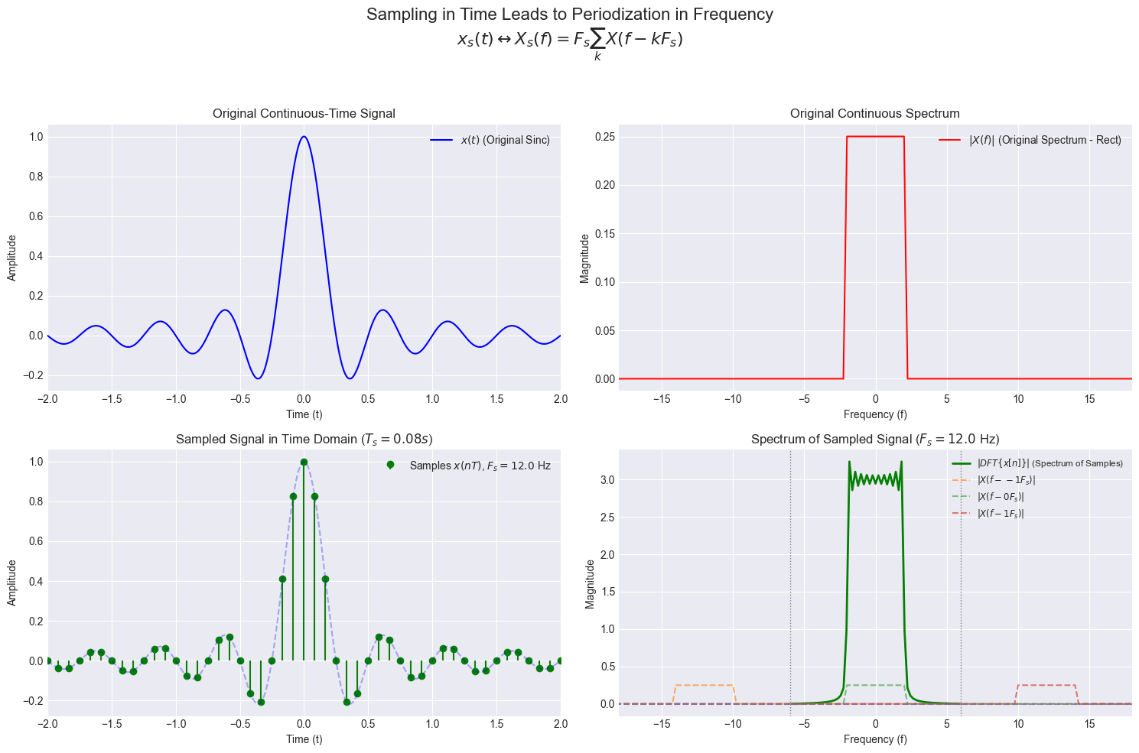 Sampling in Time Leads to Periodization in Frequency
x_s(t) ↔ X_s(f) = F_s ∑_k X(f − kF_s)
Original Continuous-Time Signal
Original Continuous Spectrum
1.0
0.8
0.6
0.4
0.2
0.0
−0.2
Amplitude
x(t) (Original Sinc)
−2.0 −1.5 −1.0 −0.5 0.0 0.5 1.0 1.5 2.0
Time (t)
0.25
0.20
0.15
0.10
0.05
0.00
Magnitude
|X(f)| (Original Spectrum - Rect)
−15 −10 −5 0 5 10 15
Frequency (f)
Sampled Signal in Time Domain (T_s = 0.08s)
Spectrum of Sampled Signal (F_s = 12.0 Hz)
1.0
0.8
0.6
0.4
0.2
0.0
−0.2
Amplitude
Samples x(nT), F_s = 12.0 Hz
−2.0 −1.5 −1.0 −0.5 0.0 0.5 1.0 1.5 2.0
Time (t)
3.0
2.5
2.0
1.5
1.0
0.5
0.0
Magnitude
|DFT{x[n]}| (Spectrum of Samples)
|X(f − −1F_s)|
|X(f − 0F_s)|
|X(f − 1F_s)|
−15 −10 −5 0 5 10 15
Frequency (f)